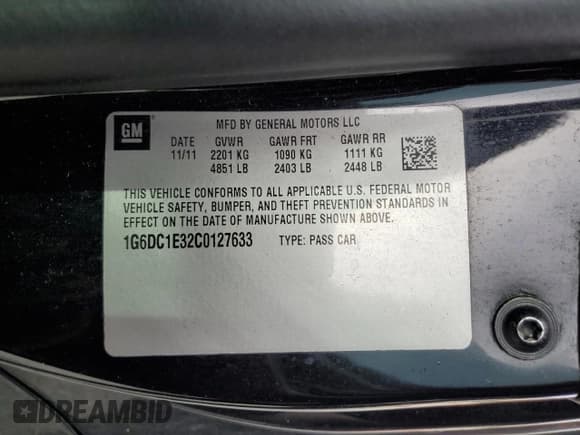 GM ®
MFD BY GENERAL MOTORS LLC
DATE GVWR GAWR FRT GAWR RR
11/11 2201 KG 1090 KG 1111 KG
4851 LB 2403 LB 2448 LB
THIS VEHICLE CONFORMS TO ALL APPLICABLE U.S. FEDERAL MOTOR
VEHICLE SAFETY, BUMPER, AND THEFT PREVENTION STANDARDS IN
EFFECT ON THE DATE OF MANUFACTURE SHOWN ABOVE.
1G6DC1E32C0127633 TYPE: PASS CAR
DREAMBID